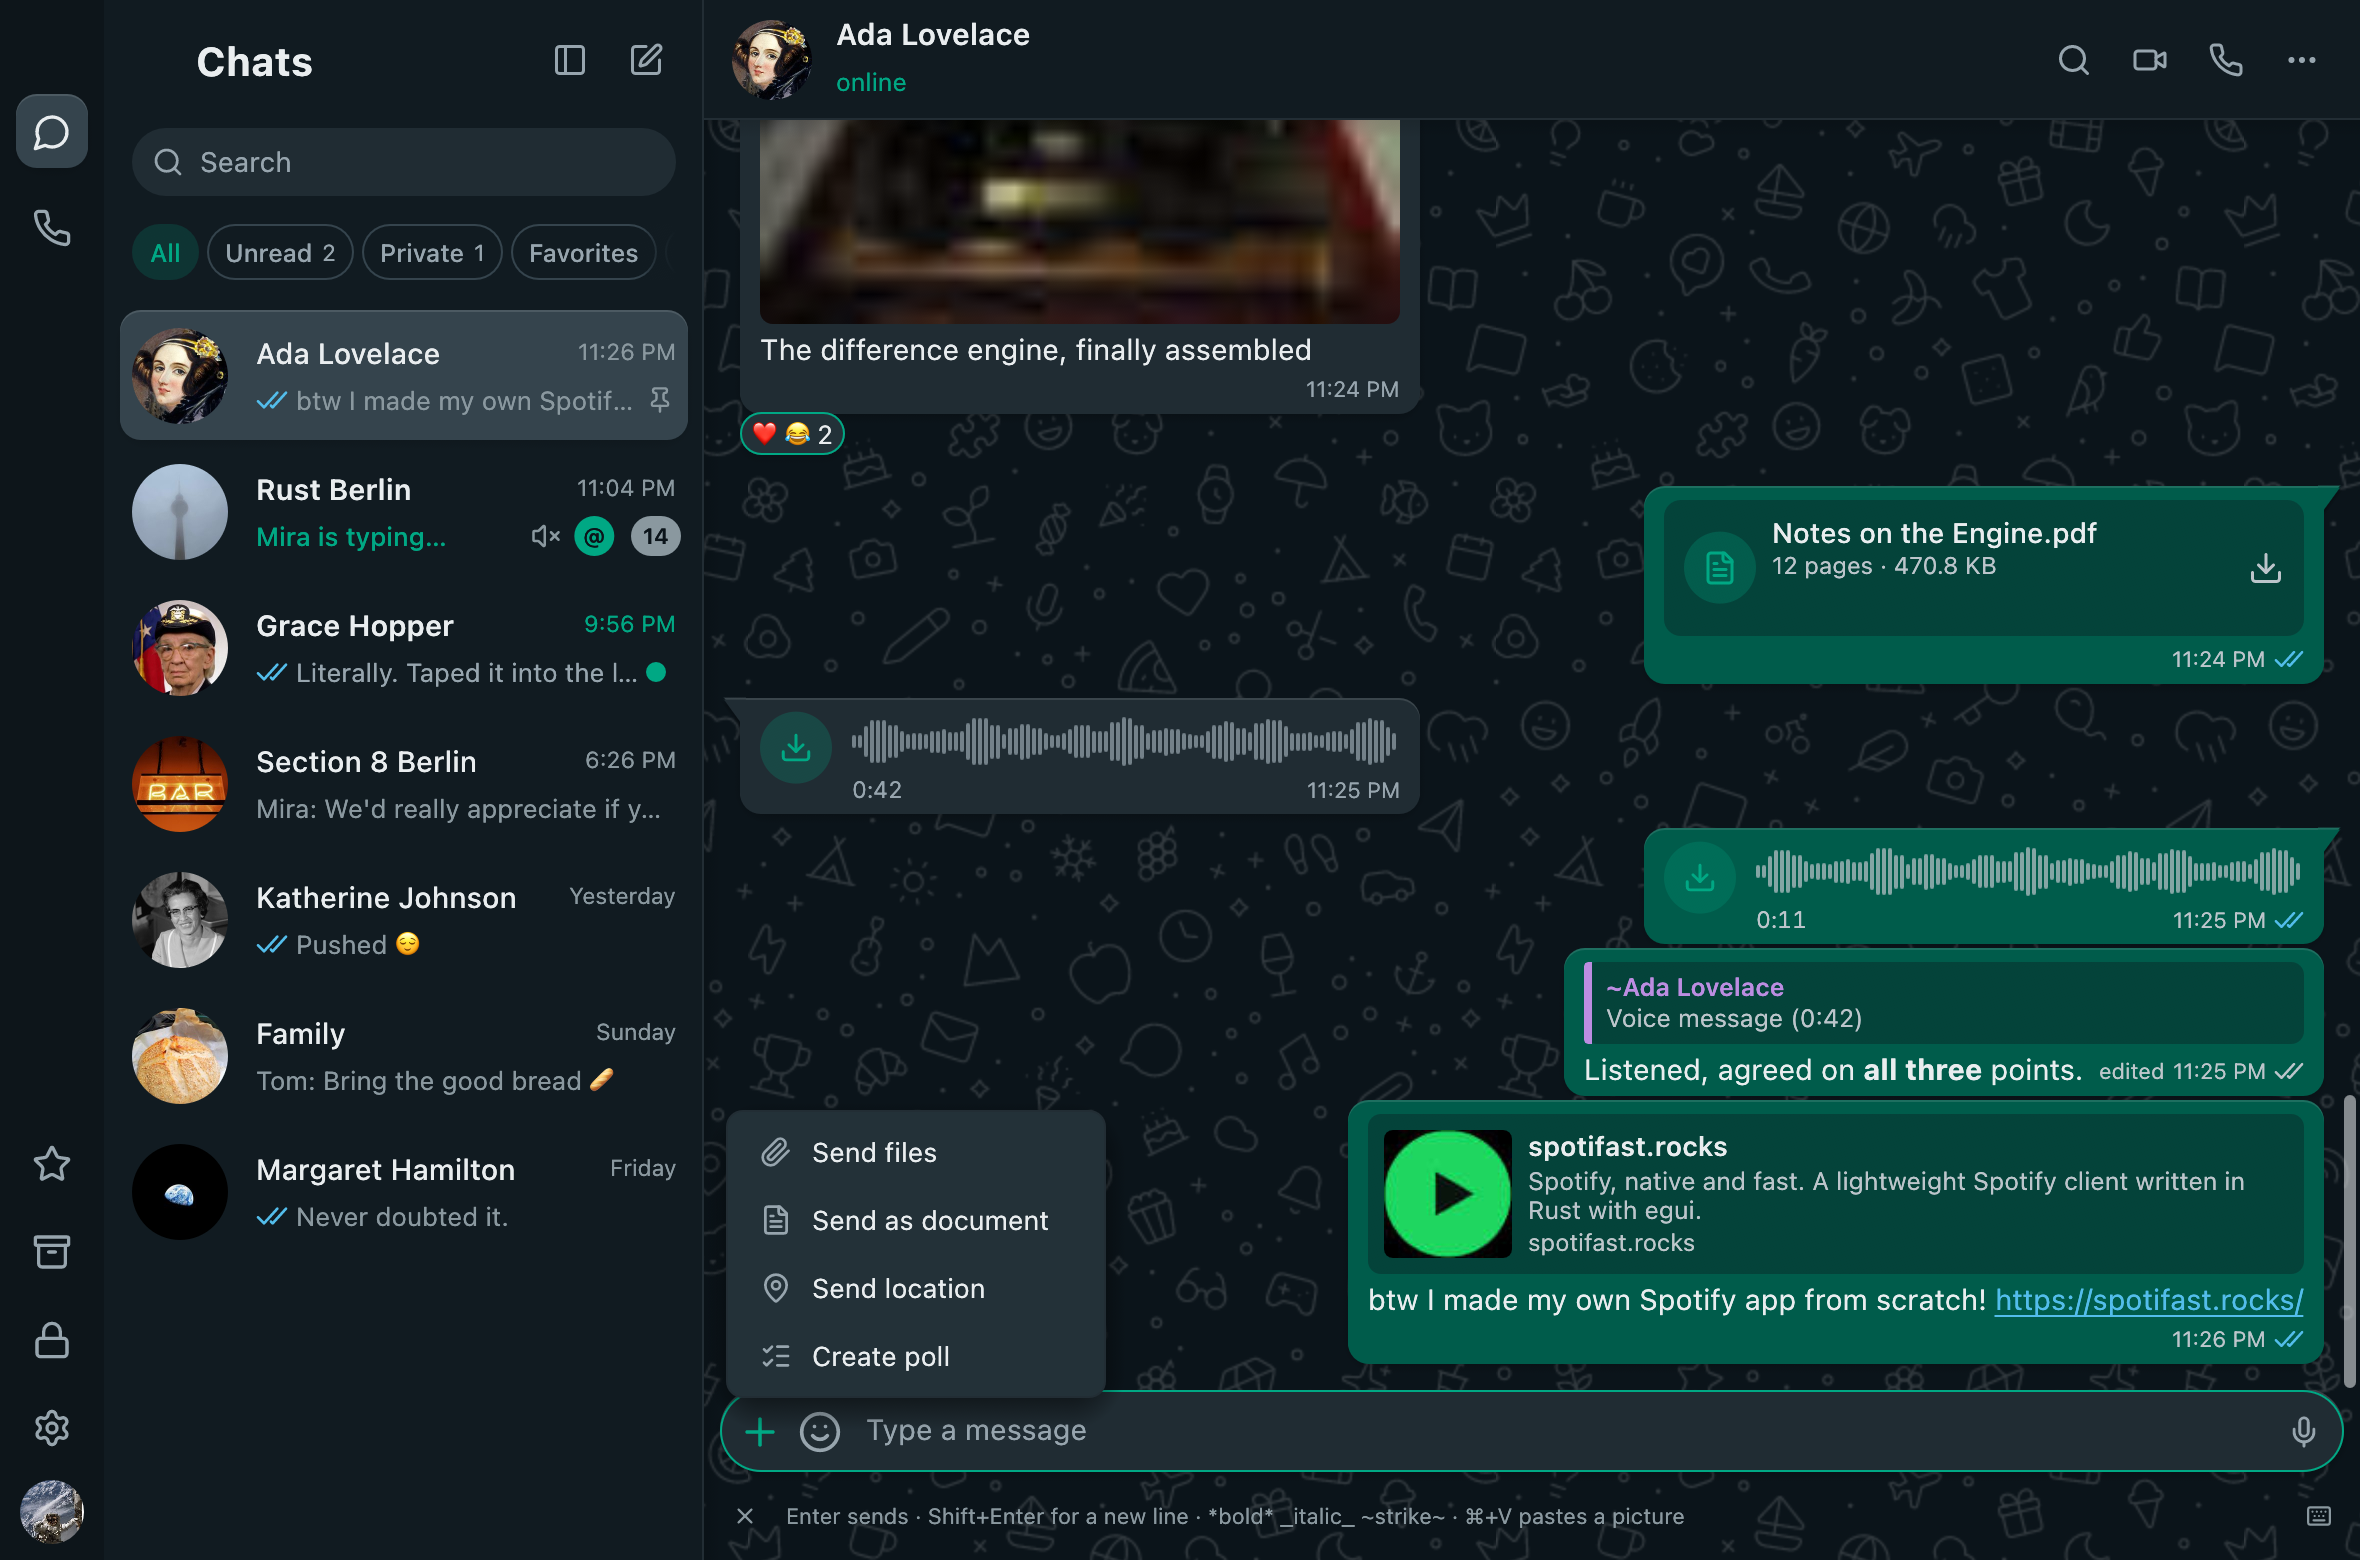 Chats
Search
All
Unread 2
Private 1
Favorites
Ada Lovelace
11:26 PM
btw I made my own Spotif...
Rust Berlin
11:04 PM
Mira is typing...
@
14
Grace Hopper
9:56 PM
Literally. Taped it into the l...
Section 8 Berlin
6:26 PM
Mira: We'd really appreciate if y...
BAR
Katherine Johnson
Yesterday
Pushed 😌
Family
Sunday
Tom: Bring the good bread 🥖
Margaret Hamilton
Friday
Never doubted it.
Ada Lovelace
online
The difference engine, finally assembled
11:24 PM
❤️ 😂 2
Notes on the Engine.pdf
12 pages · 470.8 KB
11:24 PM
0:42
11:25 PM
0:11
11:25 PM
~Ada Lovelace
Voice message (0:42)
Listened, agreed on all three points. edited 11:25 PM
spotifast.rocks
Spotify, native and fast. A lightweight Spotify client written in
Rust with egui.
spotifast.rocks
btw I made my own Spotify app from scratch! https://spotifast.rocks/
11:26 PM
Send files
Send as document
Send location
Create poll
Type a message
Enter sends · Shift+Enter for a new line · *bold* _italic_ ~strike~ · ⌘+V pastes a picture